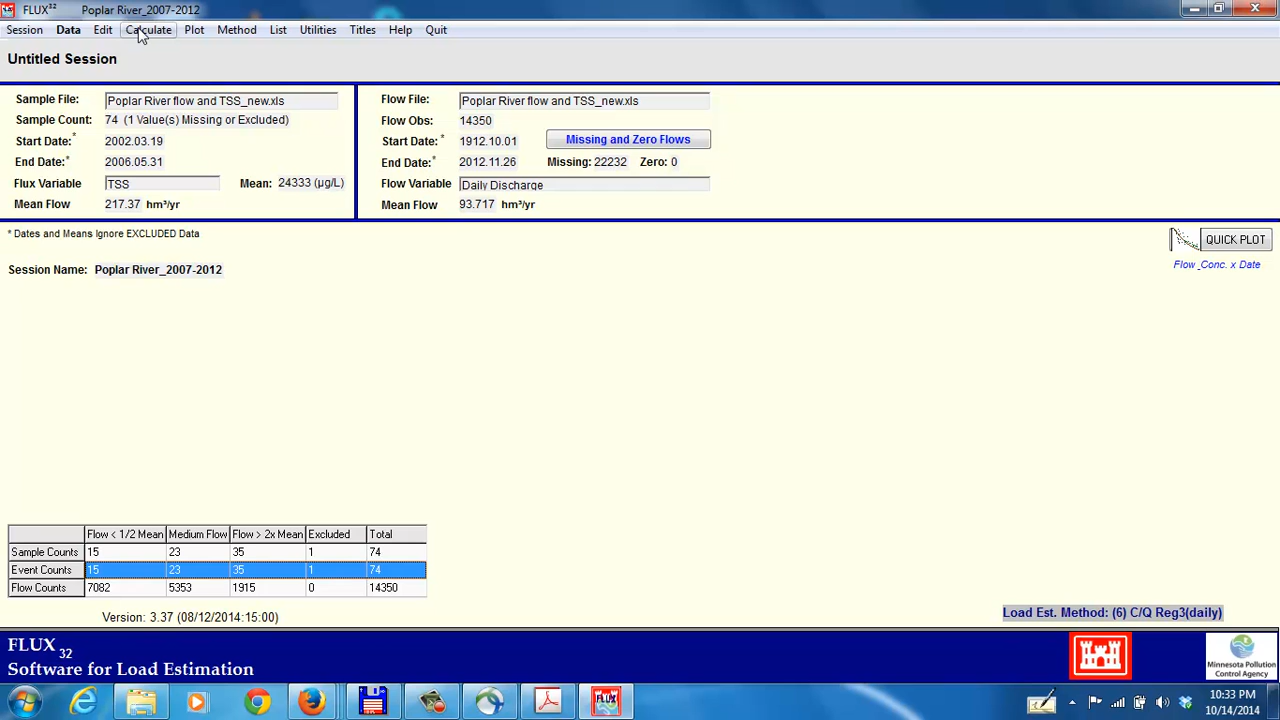 FLUX³² Poplar River_2007-2012
Session Data Edit Calculate Plot Method List Utilities Titles Help Quit
Untitled Session
Sample File: Poplar River flow and TSS_new.xls
Sample Count: 74 (1 Value(s) Missing or Excluded)
Start Date:* 2002.03.19
End Date:* 2006.05.31
Flux Variable TSS Mean: 24333 (µg/L)
Mean Flow 217.37 hm³/yr
Flow File: Poplar River flow and TSS_new.xls
Flow Obs: 14350
Start Date: * 1912.10.01 Missing and Zero Flows
End Date:* 2012.11.26 Missing: 22232 Zero: 0
Flow Variable Daily Discharge
Mean Flow 93.717 hm³/yr
* Dates and Means Ignore EXCLUDED Data
QUICK PLOT
Flow_Conc. x Date
Session Name: Poplar River_2007-2012
Flow < 1/2 Mean Medium Flow Flow > 2x Mean Excluded Total
Sample Counts 15 23 35 1 74
Event Counts 15 23 35 1 74
Flow Counts 7082 5353 1915 0 14350
Version: 3.37 (08/12/2014:15:00)
Load Est. Method: (6) C/Q Reg3(daily)
FLUX
32
Software for Load Estimation
Minnesota Pollution
Control Agency
FLUX
10:33 PM
10/14/2014